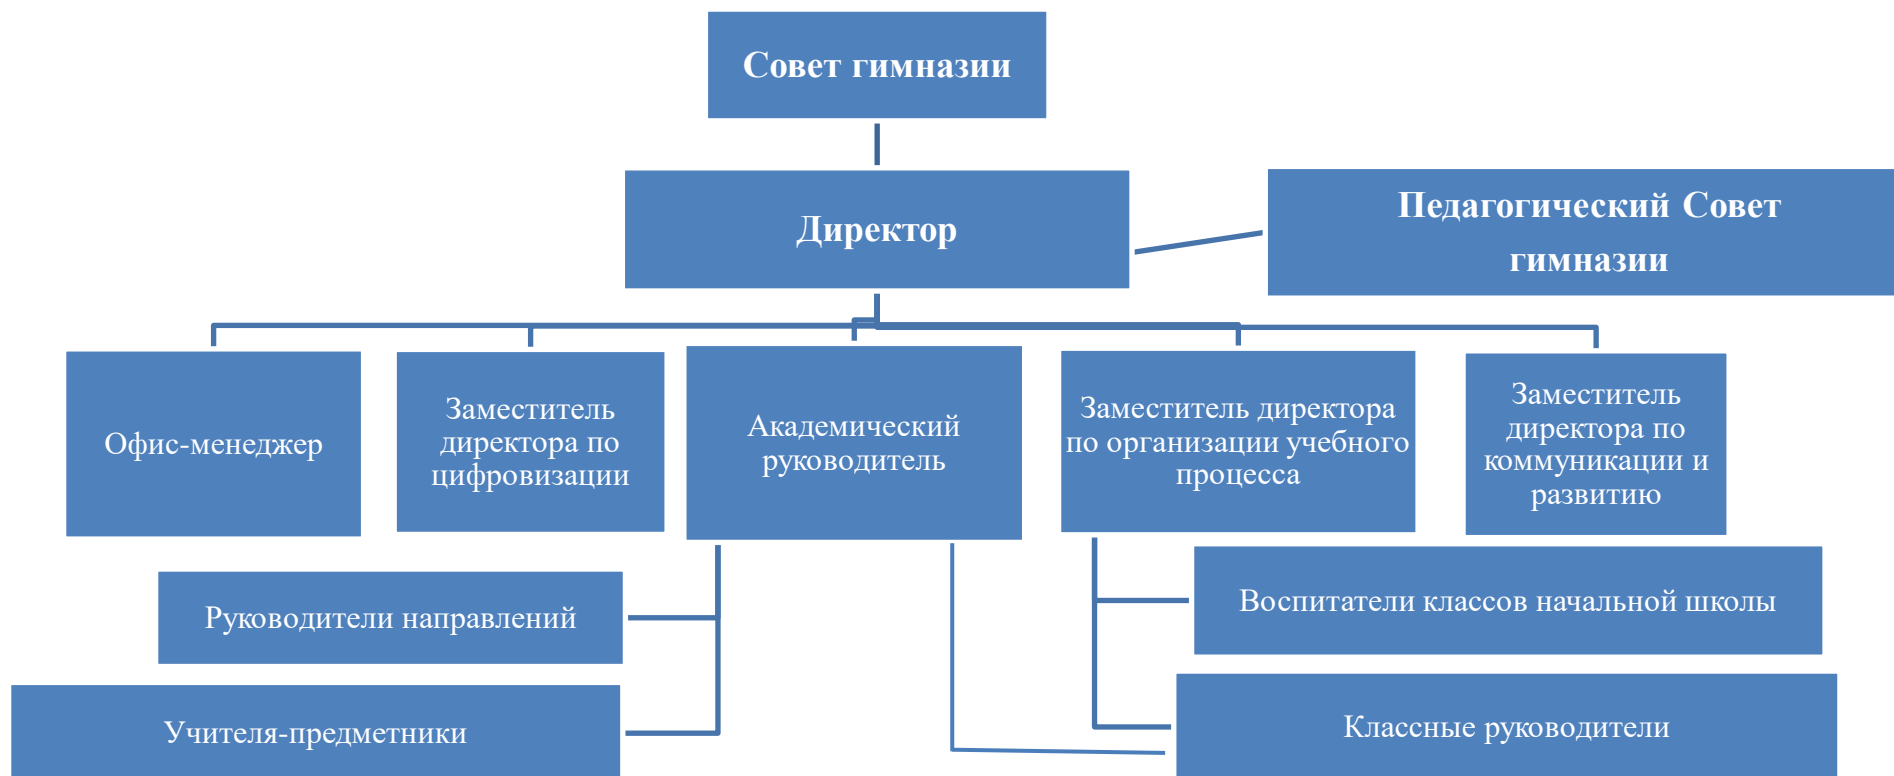 Совет гимназии
Директор
Педагогический Совет
гимназии
Офис-менеджер
Заместитель
директора по
цифровизации
Академический
руководитель
Заместитель директора
по организации учебного
процесса
Заместитель
директора по
коммуникации и
развитию
Руководители направлений
Воспитатели классов начальной школы
Учителя-предметники
Классные руководители